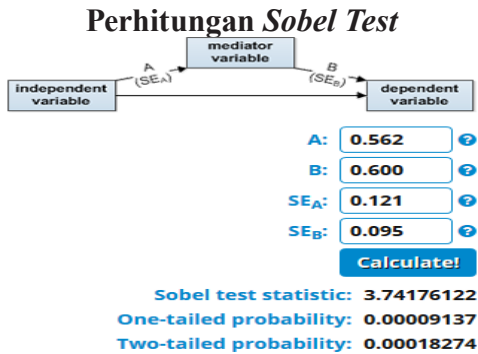 Perhitungan Sobel Test
mediator
variable
A
(SEA)
B
(SEB)
independent
variable
dependent
variable
A: 0.562 ?
B: 0.600 ?
SEA: 0.121 ?
SEB: 0.095 ?
Calculate!
Sobel test statistic: 3.74176122
One-tailed probability: 0.00009137
Two-tailed probability: 0.00018274